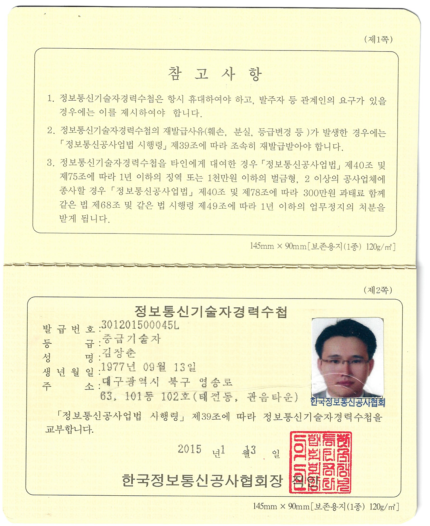 (제1쪽)
참 고 사 항
1. 정보통신기술자경력수첩은 항시 휴대하여야 하고, 발주자 등 관계인의 요구가 있을
경우에는 이를 제시하여야 합니다.
2. 정보통신기술자경력수첩의 재발급사유(훼손, 분실, 등급변경 등)가 발생한 경우에는
「정보통신공사업법 시행령」제39조에 따라 조속히 재발급받아야 합니다.
3. 정보통신기술자경력수첩을 타인에게 대여한 경우「정보통신공사업법」제40조 및
제75조에 따라 1년 이하의 징역 또는 1천만원 이하의 벌금형, 2 이상의 공사업체에
종사할 경우「정보통신공사업법」제40조 및 제78조에 따라 300만원 과태료 함께
같은 법 제68조 및 같은 법 시행령 제49조에 따라 1년 이하의 업무정지의 처분을
받게 됩니다.
145mm × 90mm[보존용지(1종) 120g/㎡]
(제2쪽)
정보통신기술자경력수첩
발 급 번 호 :301201500045L
등 급 :중급기술자
성 명 :김창춘
생 년 월 일 :1977년 09월 13일
주 소 :대구광역시 북구 명송로
63, 101동 102호(태전동, 관음타운)
한국정보통신공사협회
「정보통신공사업법 시행령」제39조에 따라 정보통신기술자경력수첩을
교부합니다.
2015 년1 월13 일
한국정보통신공사협회장
145mm × 90mm[보존용지(1종) 120g/㎡]